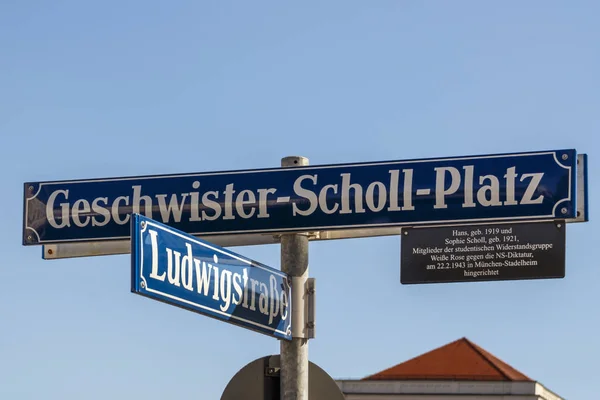 Geschwister-Scholl-Platz
Hans, geb. 1919 und
Sophie Scholl, geb. 1921,
Mitglieder der studentischen Widerstandsgruppe
Weiße Rose gegen die NS-Diktatur,
am 22.2.1943 in München-Stadelheim
hingerichtet
Ludwigstraße